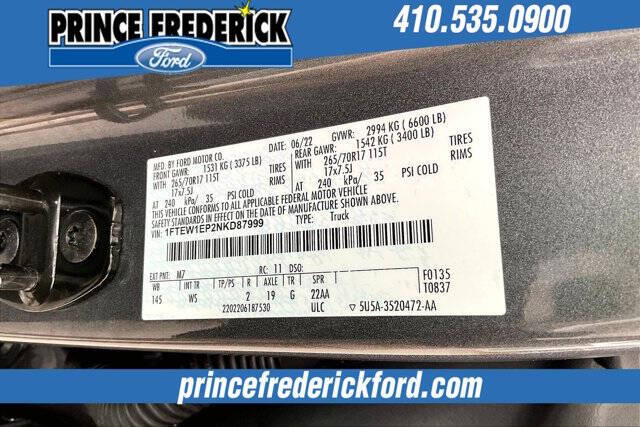 PRINCE FREDERICK
Ford
410.535.0900
MFD. BY FORD MOTOR CO.
DATE: 06/22 GVWR: 2994 KG (6600 LB)
FRONT GAWR: 1531 KG (3375 LB) REAR GAWR: 1542 KG (3400 LB)
265/70R17 115T TIRES 265/70R17 115T TIRES
17x7.5J RIMS 17x7.5J RIMS
AT 240 kPa/ 35 PSI COLD AT 240 kPa/ 35 PSI COLD
THIS VEHICLE CONFORMS TO ALL APPLICABLE FEDERAL MOTOR VEHICLE
SAFETY STANDARDS IN EFFECT ON THE DATE OF MANUFACTURE SHOWN ABOVE.
VIN: 1FTEW1EP2NKD87999 TYPE: Truck
EXT PNT: M7 RC: 11 DSO: F0135
WB INT TR TP/PS R AXLE TR SPR T0837
145 WS 2 19 G 22AA
2202206187530 ULC 5U5A-3520472-AA
princefrederickford.com